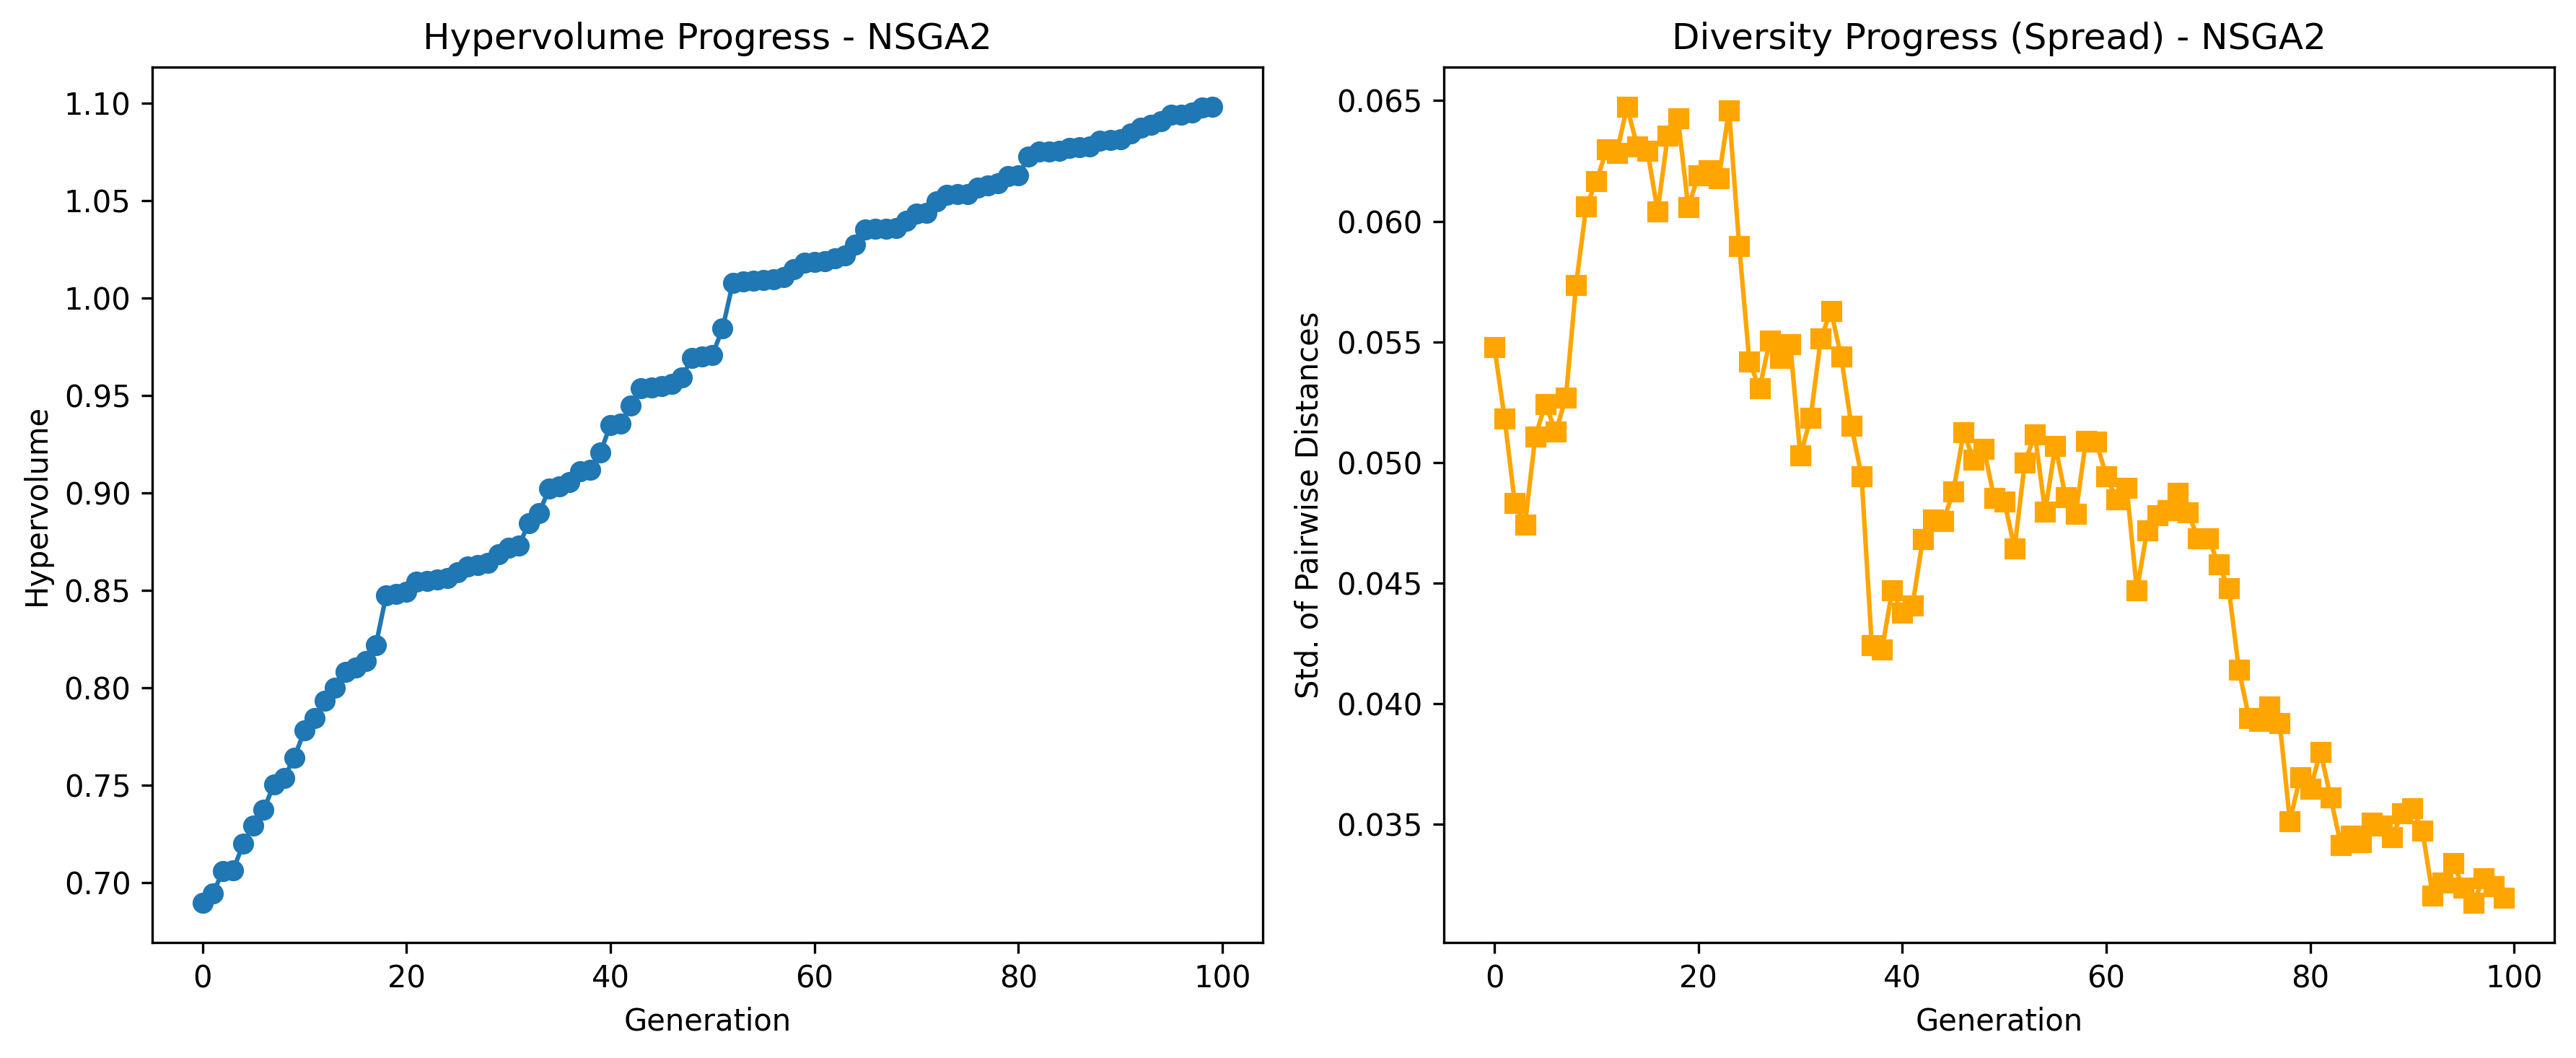 Hypervolume Progress - NSGA2
Hypervolume
1.10
1.05
1.00
0.95
0.90
0.85
0.80
0.75
0.70
0 20 40 60 80 100
Generation
Diversity Progress (Spread) - NSGA2
Std. of Pairwise Distances
0.065
0.060
0.055
0.050
0.045
0.040
0.035
0 20 40 60 80 100
Generation